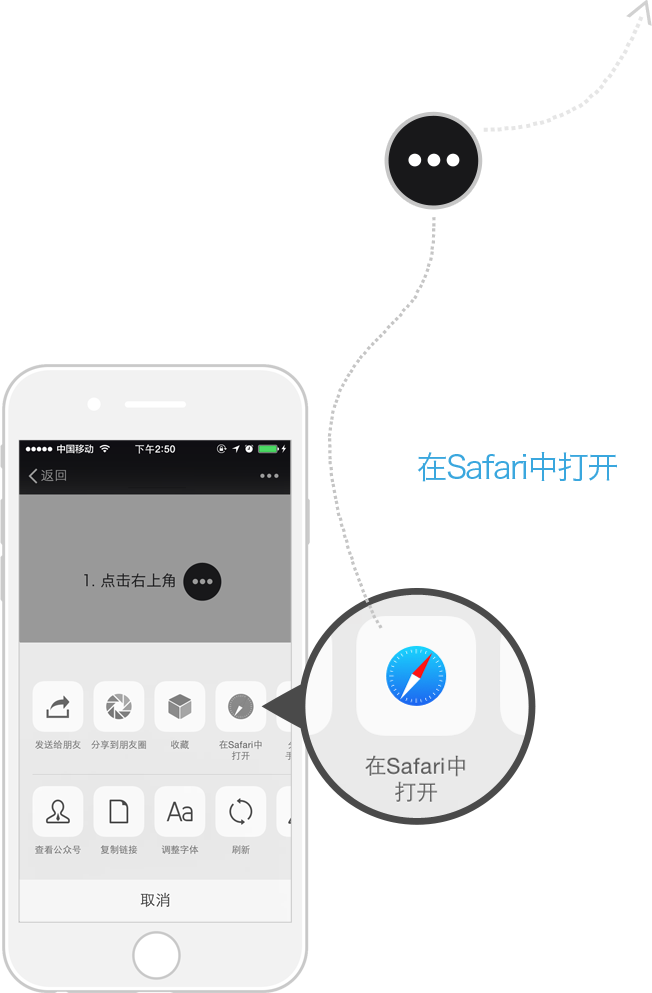 中国移动 下午2:50
返回
在Safari中打开
1. 点击右上角
发送给朋友 分享到朋友圈 收藏 在Safari中
打开
在Safari中
打开
查看公众号 复制链接 调整字体 刷新
Aa
取消